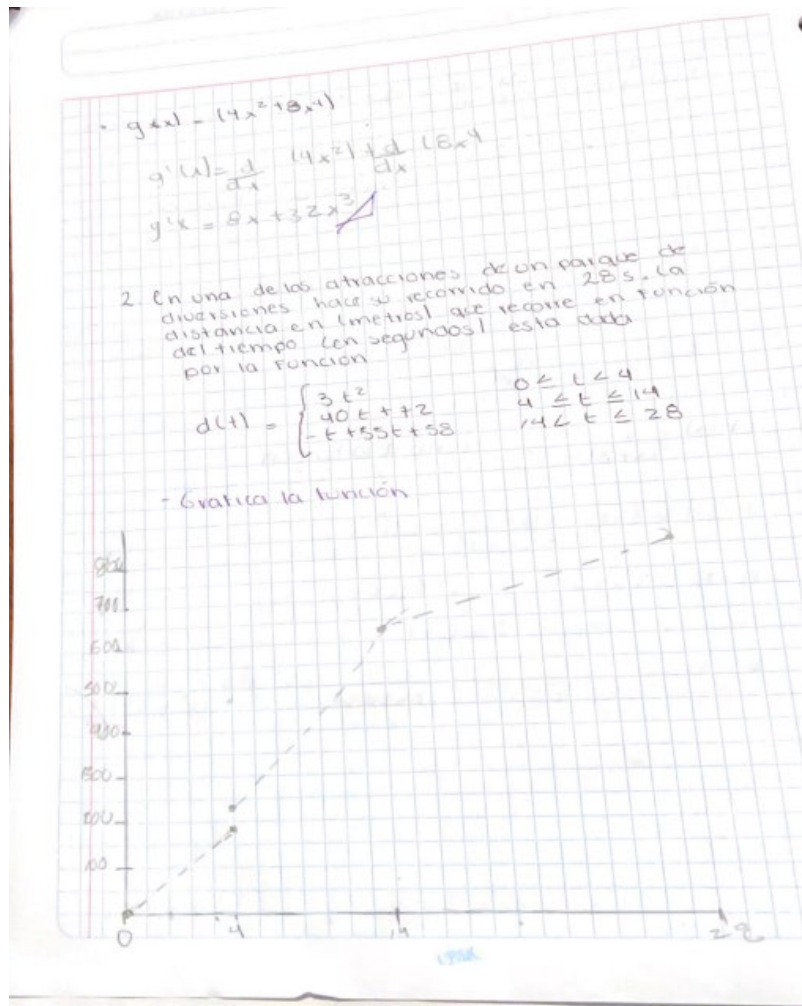 · g(x) = (4x² + 8x⁴)
g'(x) = d/dx (4x²) + d/dx (8x⁴
g'x = 8x + 32x³
2. En una de las atracciones de un parque de
diversiones hace su recorrido en 28 s. La
distancia en (metros) que recorre en función
del tiempo (en segundos) esta dada
por la función
d(t) = { 3t² 0 ≤ t < 4
40t + 72 4 ≤ t ≤ 14
-t + 55t + 58 14 < t ≤ 28
- Grafica la función
800
700
600
500
400
300
200
100
0 4 14 28